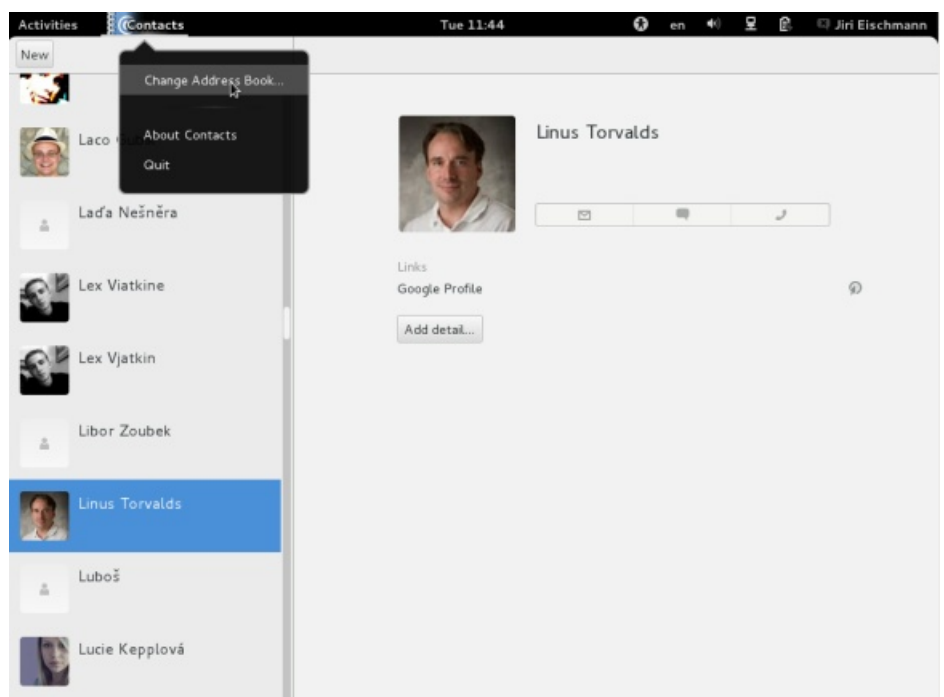 Activities Contacts Tue 11:44 en Jiri Eischmann
New
Change Address Book...
About Contacts
Quit
Laco
Laďa Nešněra
Lex Viatkine
Lex Vjatkin
Libor Zoubek
Linus Torvalds
Luboš
Lucie Kepplová
Linus Torvalds
Links
Google Profile
Add detail...